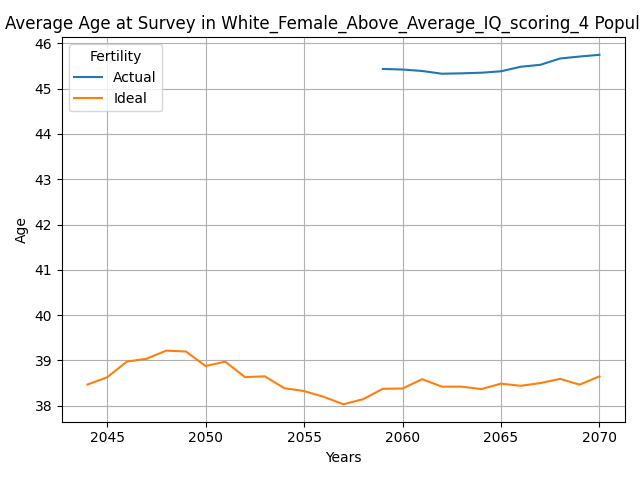 Average Age at Survey in White_Female_Above_Average_IQ_scoring_4 Popul
Fertility
Actual
Ideal
46
45
44
43
42
41
40
39
38
Age
2045 2050 2055 2060 2065 2070
Years